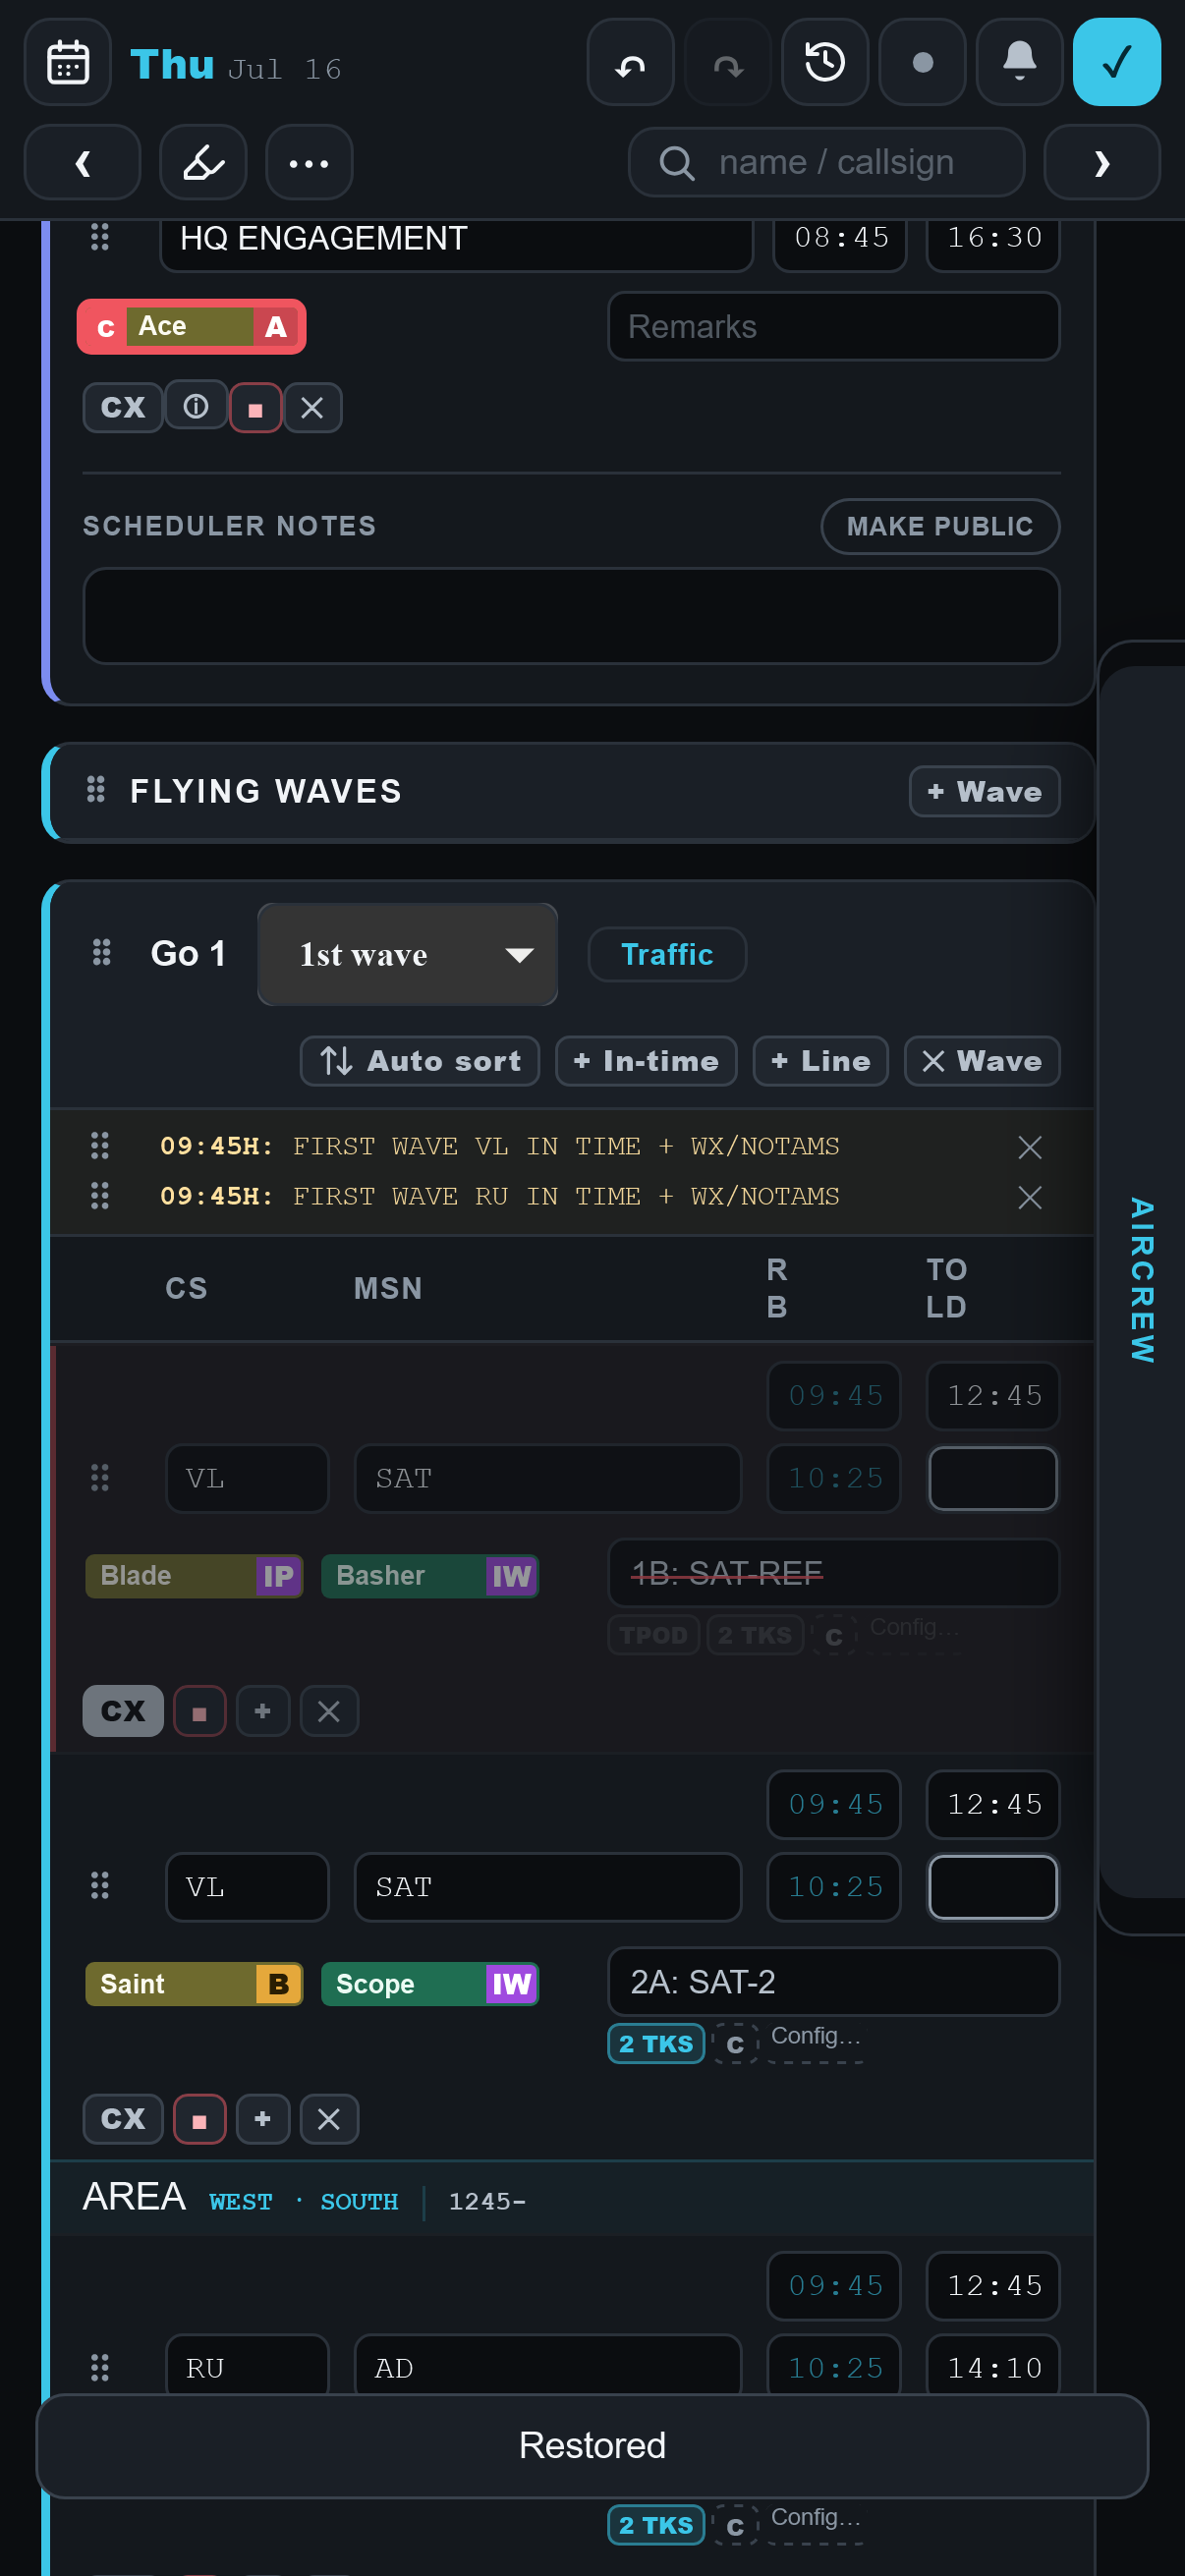 Thu Jul 16
name / callsign
HQ ENGAGEMENT 08:45 16:30
c Ace A Remarks
CX
SCHEDULER NOTES MAKE PUBLIC
FLYING WAVES + Wave
Go 1 1st wave Traffic
Auto sort + In-time + Line × Wave
09:45H: FIRST WAVE VL IN TIME + WX/NOTAMS
09:45H: FIRST WAVE RU IN TIME + WX/NOTAMS
AIRCREW
CS MSN R TO
B LD
09:45 12:45
VL SAT 10:25
Blade IP Basher IW 1B: SAT-REF
TPOD 2 TKS C Config…
CX +
09:45 12:45
VL SAT 10:25
Saint B Scope IW 2A: SAT-2
2 TKS C Config…
CX +
AREA WEST · SOUTH 1245-
09:45 12:45
RU AD 10:25 14:10
Restored
2 TKS C Config…